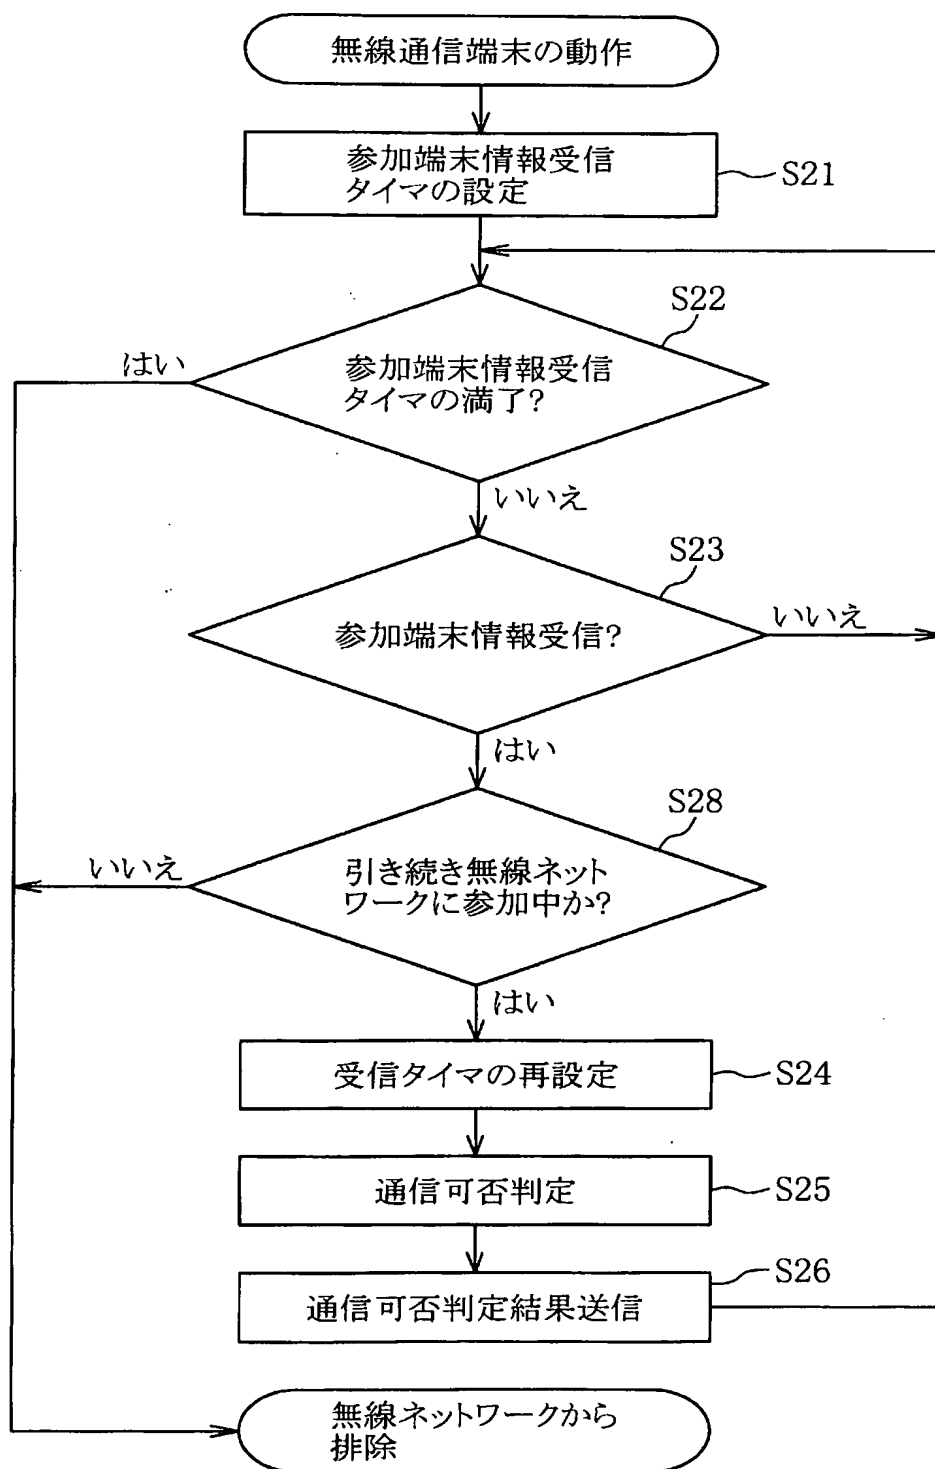 無線通信端末の動作
参加端末情報受信
タイマの設定
S21
S22
はい
参加端末情報受信
タイマの満了?
いいえ
S23
参加端末情報受信?
いいえ
はい
S28
いいえ
引き続き無線ネット
ワークに参加中か?
はい
受信タイマの再設定
S24
通信可否判定
S25
通信可否判定結果送信
S26
無線ネットワークから
排除